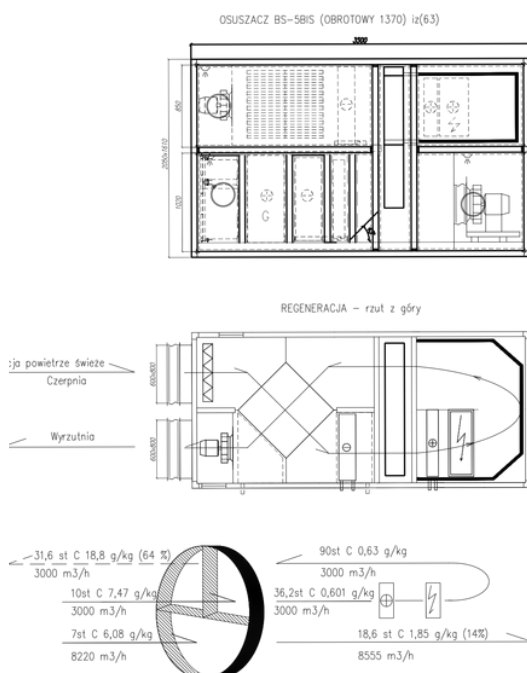 OSUSZACZ BS-5BIS (OBROTOWY 1370) iz(63)
3500
850
2050x1610
1020
G
REGENERACJA – rzut z góry
cja powietrze świeże
Czerpnia
600x800
Wyrzutnia
600x800
31,6 st C 18,8 g/kg (64 %)
3000 m3/h
90st C 0,63 g/kg
3000 m3/h
10st C 7,47 g/kg
3000 m3/h
36,2st C 0,601 g/kg
3000 m3/h
7st C 6,08 g/kg
8220 m3/h
18,6 st C 1,85 g/kg (14%)
8555 m3/h